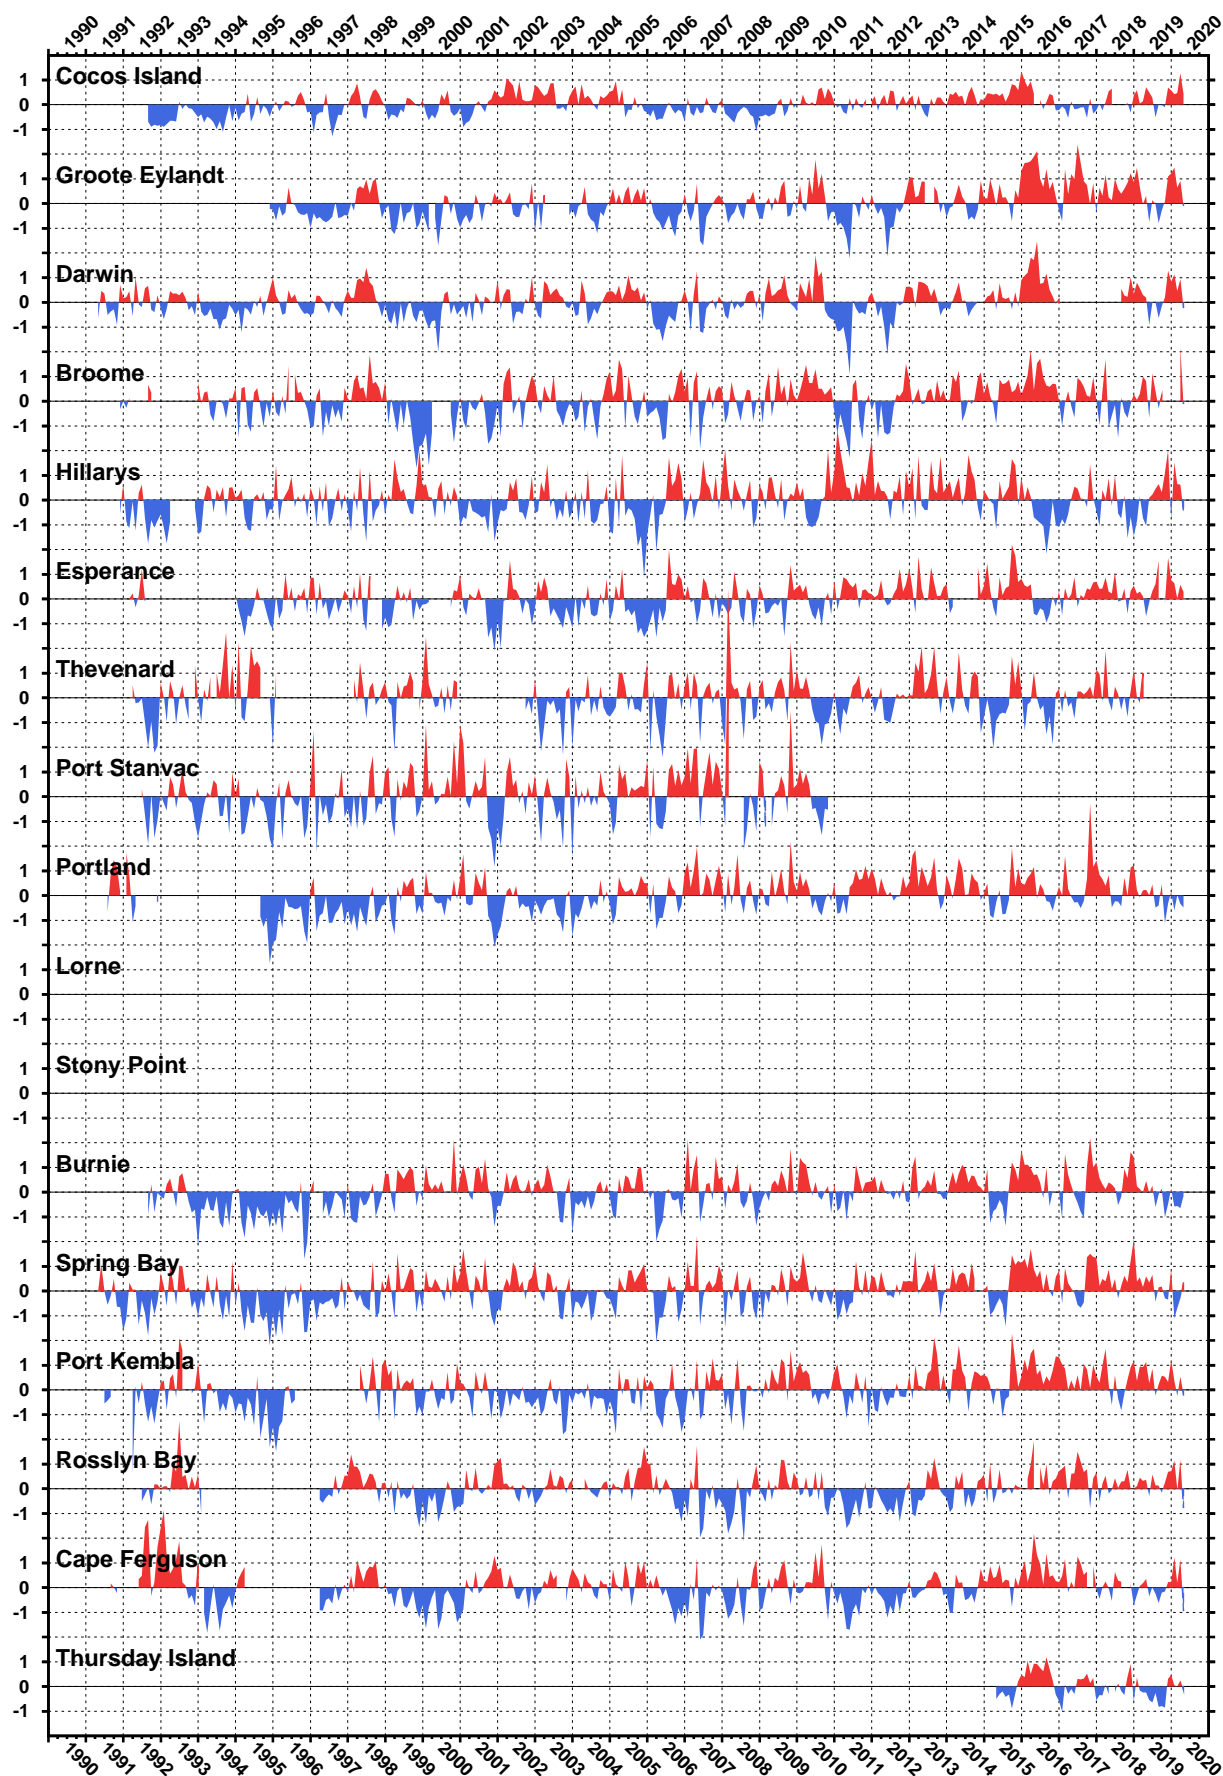 1990 1991 1992 1993 1994 1995 1996 1997 1998 1999 2000 2001 2002 2003 2004 2005 2006 2007 2008 2009 2010 2011 2012 2013 2014 2015 2016 2017 2018 2019 2020
Cocos Island
1
0
-1
Groote Eylandt
1
0
-1
Darwin
1
0
-1
Broome
1
0
-1
Hillarys
1
0
-1
Esperance
1
0
-1
Thevenard
1
0
-1
Port Stanvac
1
0
-1
Portland
1
0
-1
Lorne
1
0
-1
Stony Point
1
0
-1
Burnie
1
0
-1
Spring Bay
1
0
-1
Port Kembla
1
0
-1
Rosslyn Bay
1
0
-1
Cape Ferguson
1
0
-1
Thursday Island
1
0
-1
1990 1991 1992 1993 1994 1995 1996 1997 1998 1999 2000 2001 2002 2003 2004 2005 2006 2007 2008 2009 2010 2011 2012 2013 2014 2015 2016 2017 2018 2019 2020